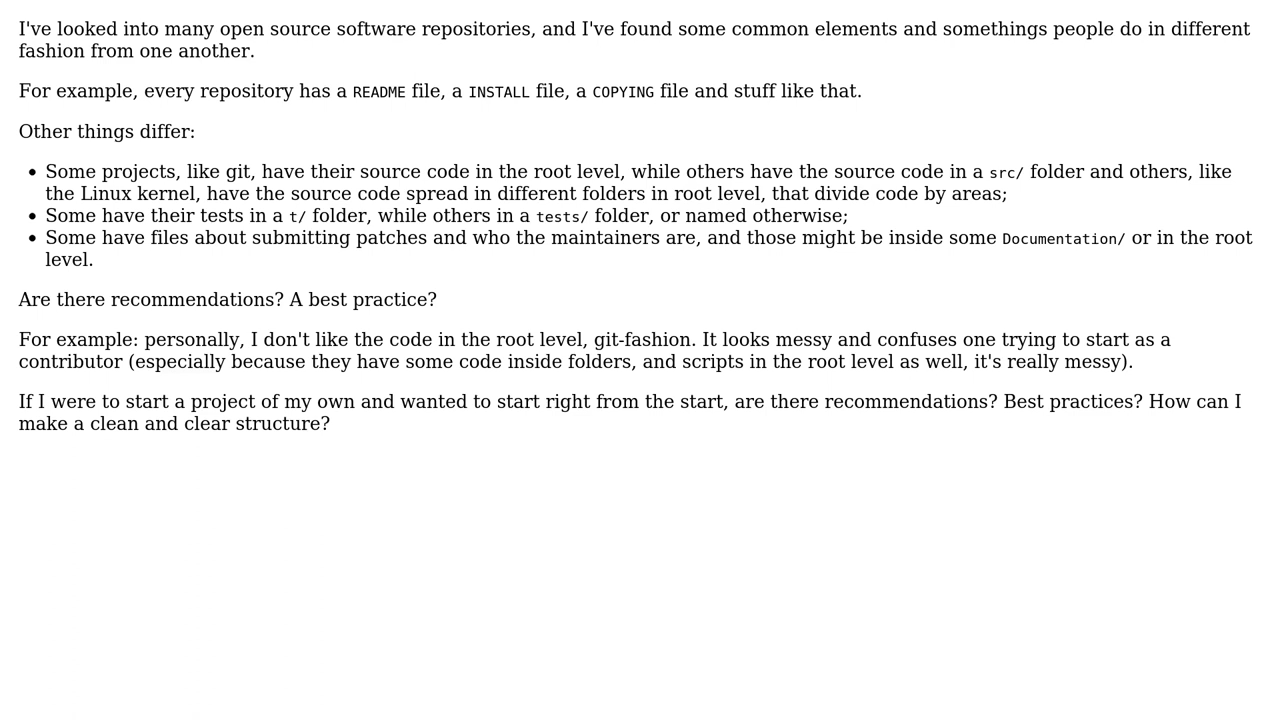 I've looked into many open source software repositories, and I've found some common elements and somethings people do in different
fashion from one another.
For example, every repository has a README file, a INSTALL file, a COPYING file and stuff like that.
Other things differ:
• Some projects, like git, have their source code in the root level, while others have the source code in a src/ folder and others, like
the Linux kernel, have the source code spread in different folders in root level, that divide code by areas;
• Some have their tests in a t/ folder, while others in a tests/ folder, or named otherwise;
• Some have files about submitting patches and who the maintainers are, and those might be inside some Documentation/ or in the root
level.
Are there recommendations? A best practice?
For example: personally, I don't like the code in the root level, git-fashion. It looks messy and confuses one trying to start as a
contributor (especially because they have some code inside folders, and scripts in the root level as well, it's really messy).
If I were to start a project of my own and wanted to start right from the start, are there recommendations? Best practices? How can I
make a clean and clear structure?